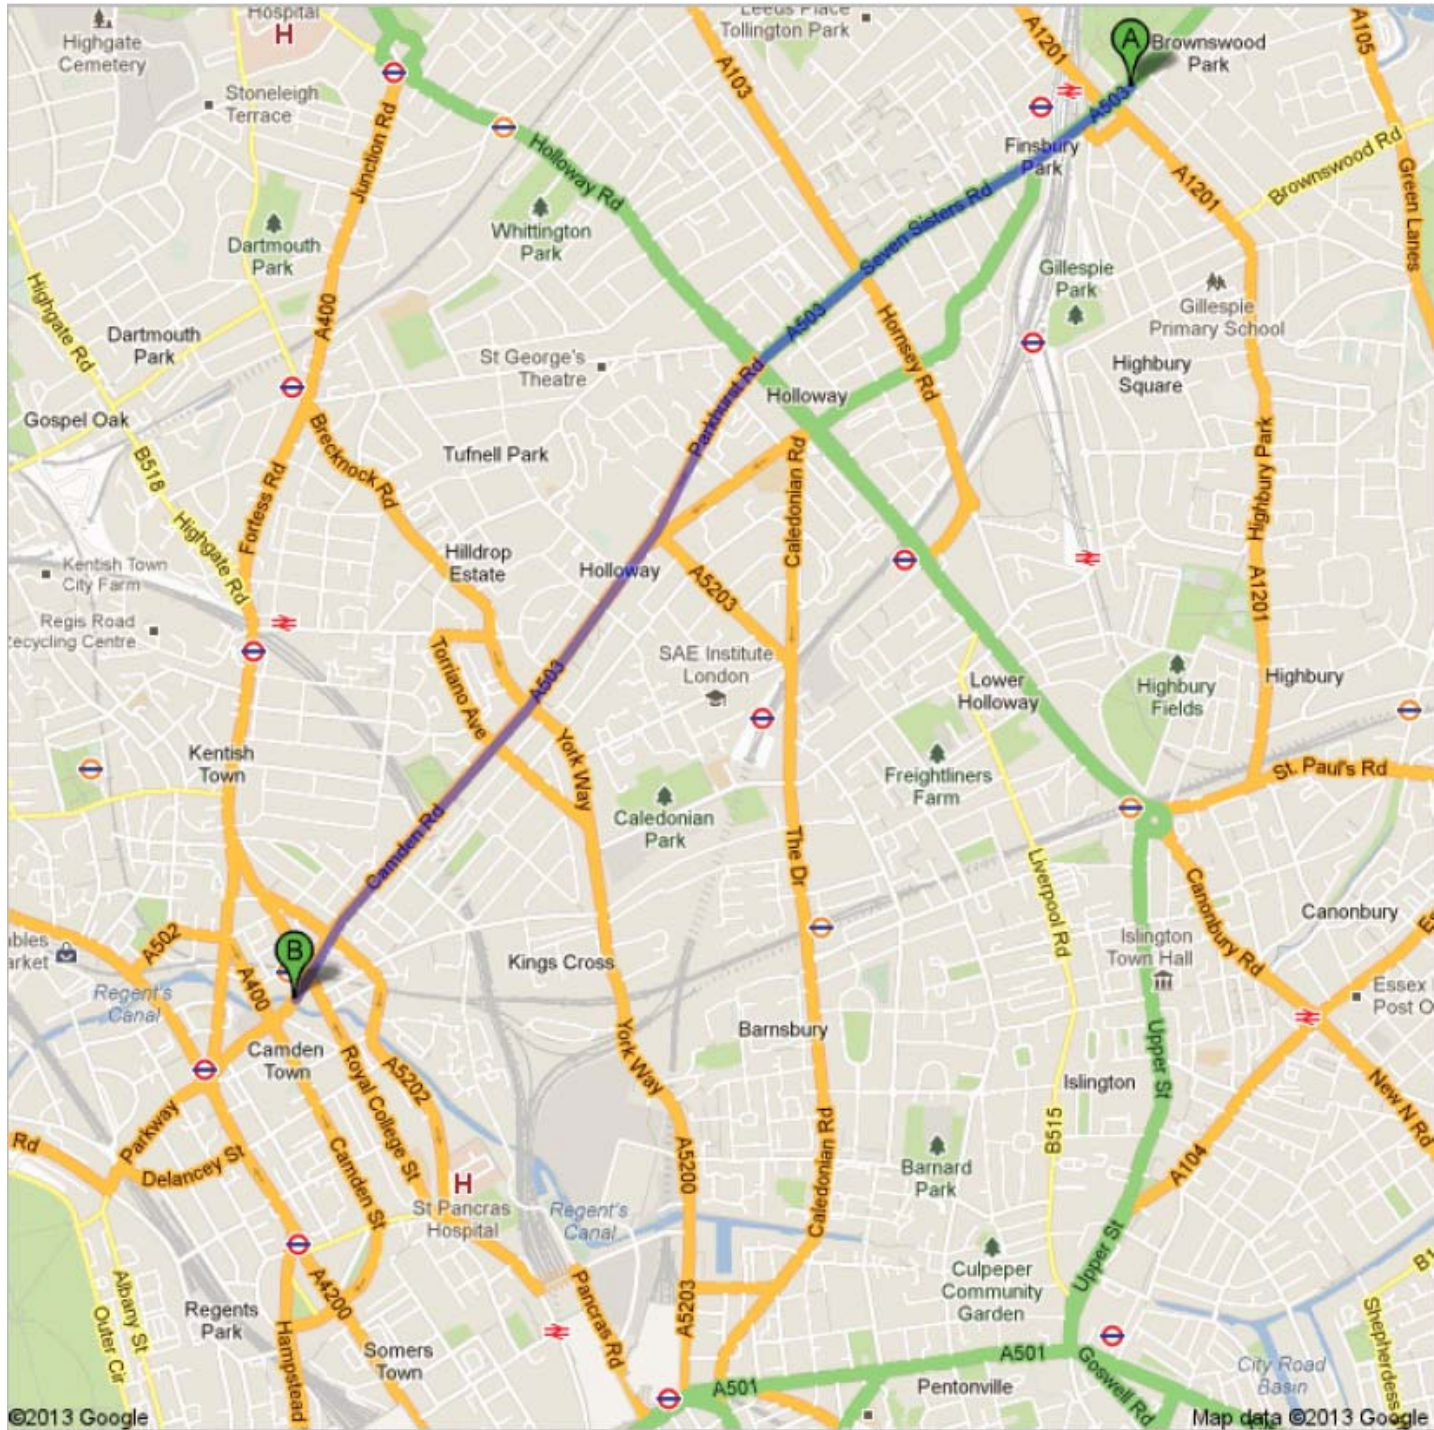 Highgate
Cemetery
Hospital
H
Leeds Place
Tollington Park
A1201
A
Brownswood
Park
A105
A103
A503
Stoneleigh
Terrace
Junction Rd
Holloway Rd
Finsbury
Park
A1201
Brownswood Rd
Green Lanes
Dartmouth
Park
Whittington
Park
Seven Sisters Rd
Gillespie
Park
Gillespie
Primary School
Highgate Rd
A400
A503
Hornsey Rd
Dartmouth
Park
St George's
Theatre
Highbury
Square
Parkhurst Rd
Holloway
Gospel Oak
Brecknock Rd
Tufnell Park
B518
Caledonian Rd
Highbury Park
Fortess Rd
Highgate Rd
Kentish Town
City Farm
Hilldrop
Estate
Holloway
A5203
A1201
Regis Road
Recycling Centre
Torriano Ave
A503
SAE Institute
London
Lower
Holloway
Highbury
Fields
Highbury
Kentish
Town
York Way
Freightliners
Farm
St. Paul's Rd
Caledonian
Park
Camden Rd
The Dr
Liverpool Rd
Canonbury Rd
Canonbury
A502
B
Kings Cross
Islington
Town Hall
Regent's
Canal
A400
Essex
Post O
Barnsbury
Camden
Town
Royal College St
A5202
York Way
Upper St
Islington
New N Rd
Parkway
Rd
Delancey St
Camden St
H
St Pancras
Hospital
Regent's
Canal
A5200
Caledonian Rd
Barnard
Park
B515
A104
Upper St
Culpeper
Community
Garden
Albany St
Outer Cir
Regents
Park
A4200
Hampstead
Somers
Town
Pancras Rd
A5203
A501
A501
Pentonville
Goswell Rd
City Road
Basin
Shepherdess
B1
©2013 Google
Map data ©2013 Google